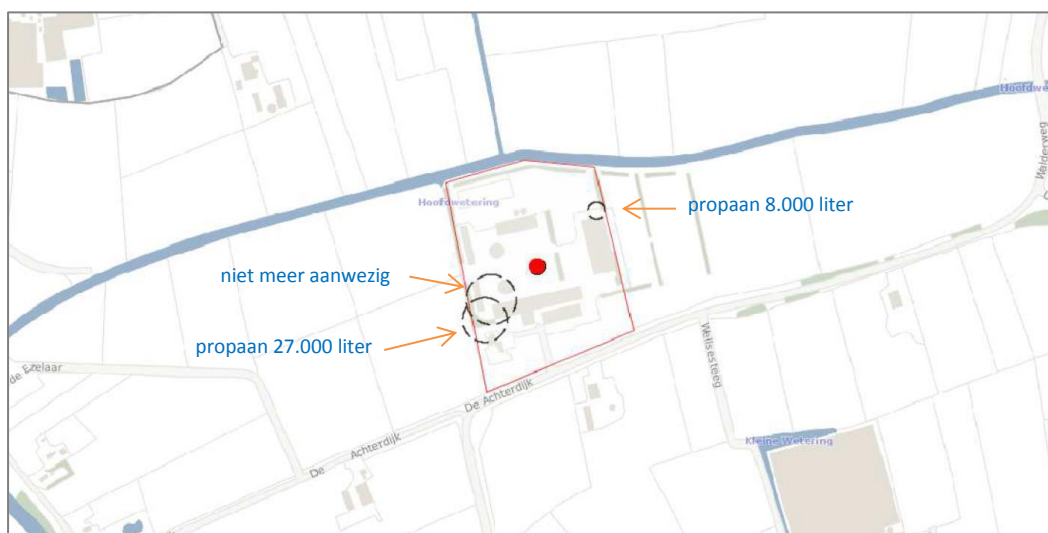 Hoofdwe
Walderweg
Hoofdwetering
propaan 8.000 liter
niet meer aanwezig
propaan 27.000 liter
Wellsesteeg
de Ezelaar
De Achterdijk
De Achterdijk
Kleine Wetering